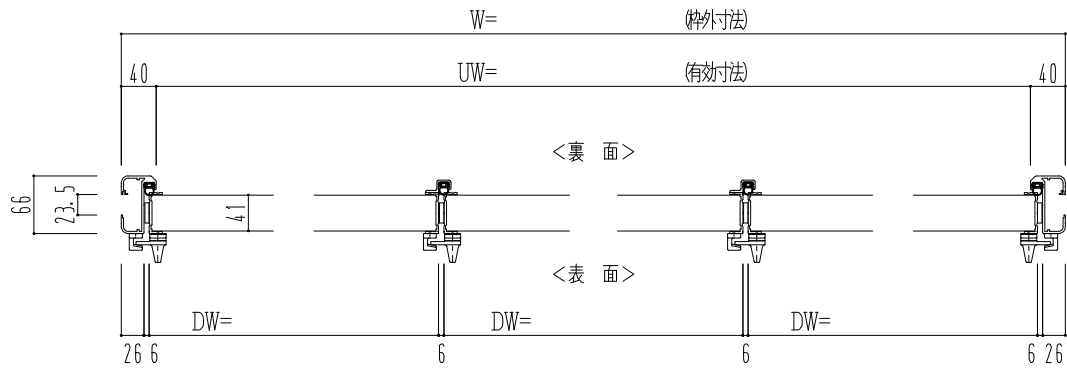 W= (枠外寸法)
40 UW= (有効寸法) 40
<裏 面>
66 23.5 41
<表 面>
DW= DW= DW=
26 6 6 6 6 26